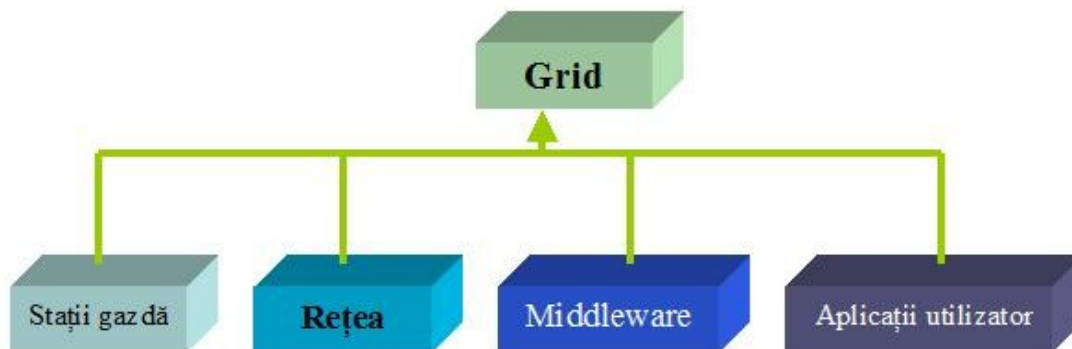 Grid
Stații gazdă
Rețea
Middleware
Aplicații utilizator